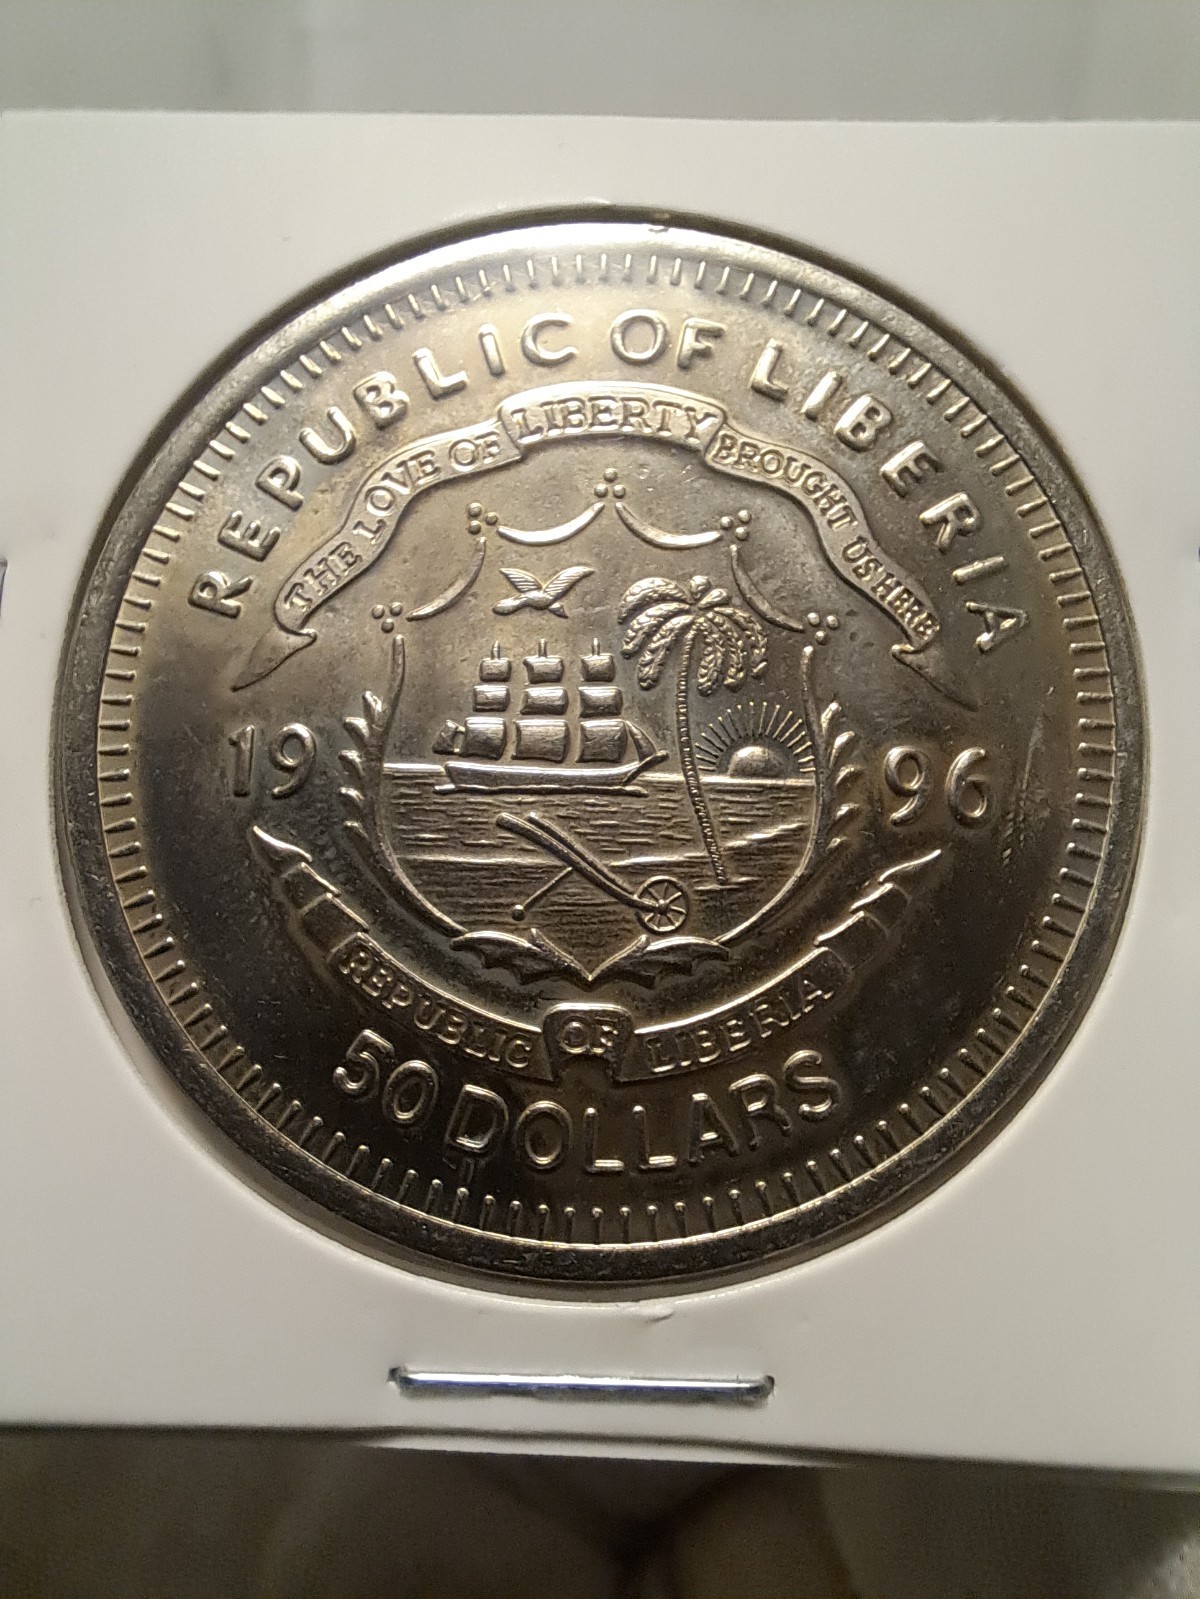 REPUBLIC OF LIBERIA
THE LOVE OF LIBERTY BROUGHT US HERE
19 96
REPUBLIC OF LIBERIA
50 DOLLARS